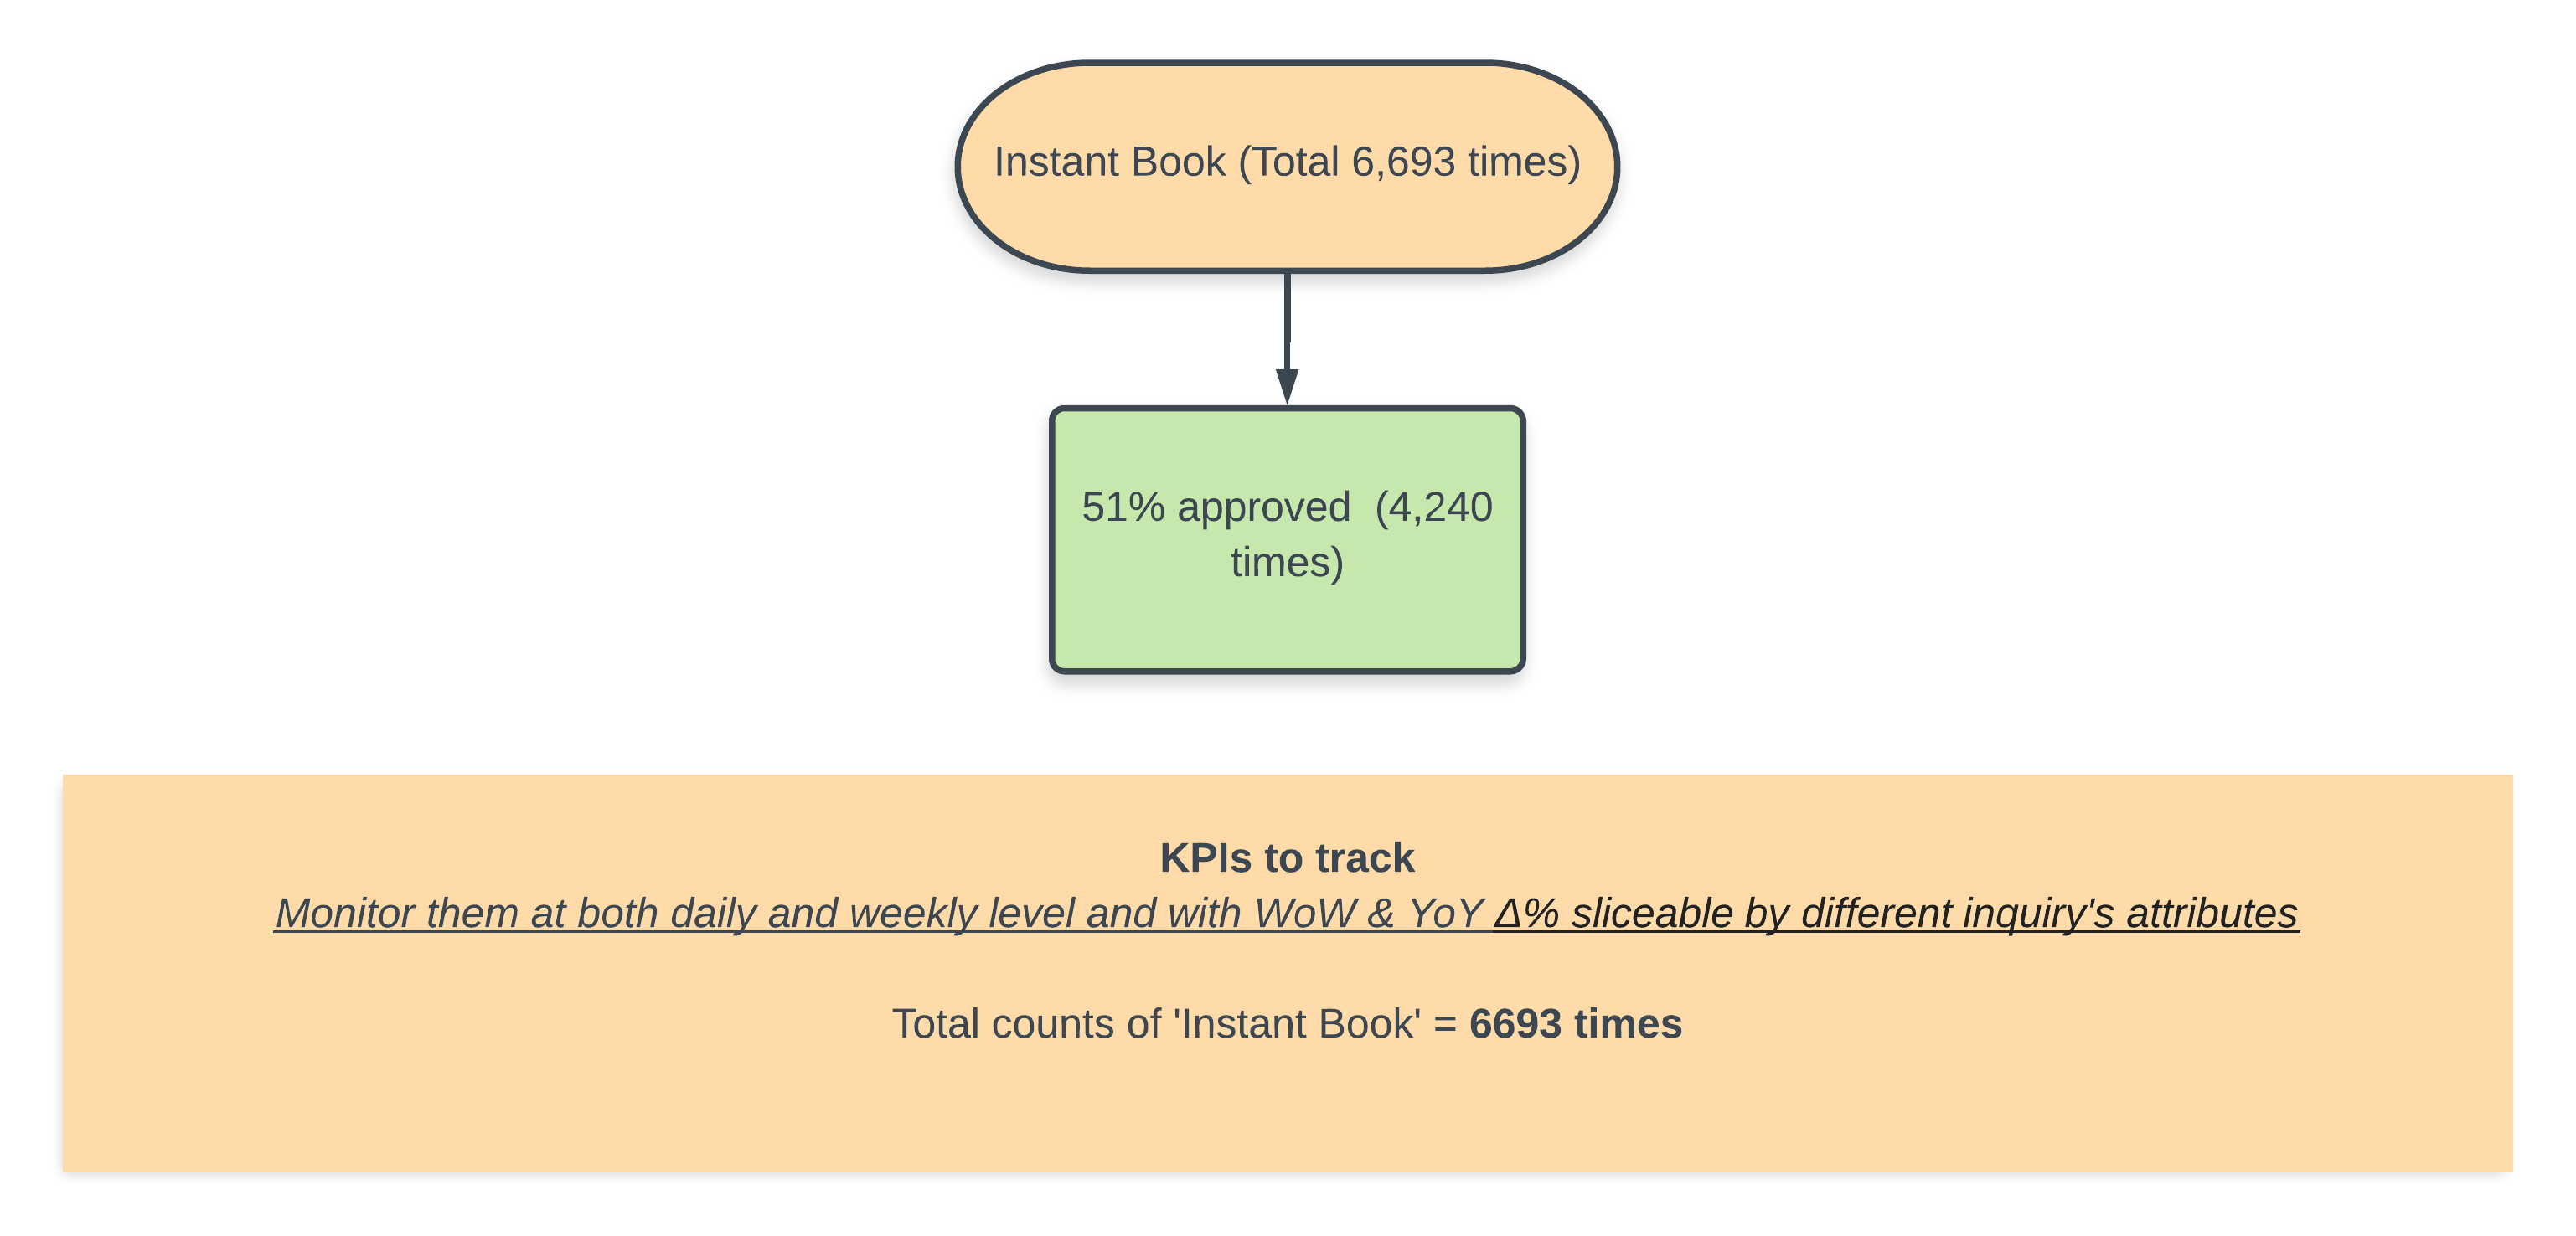 Instant Book (Total 6,693 times)
51% approved  (4,240
times)
KPIs to track
Monitor them at both daily and weekly level and with WoW & YoY Δ% sliceable by different inquiry's attributes
Total counts of 'Instant Book' = 6693 times